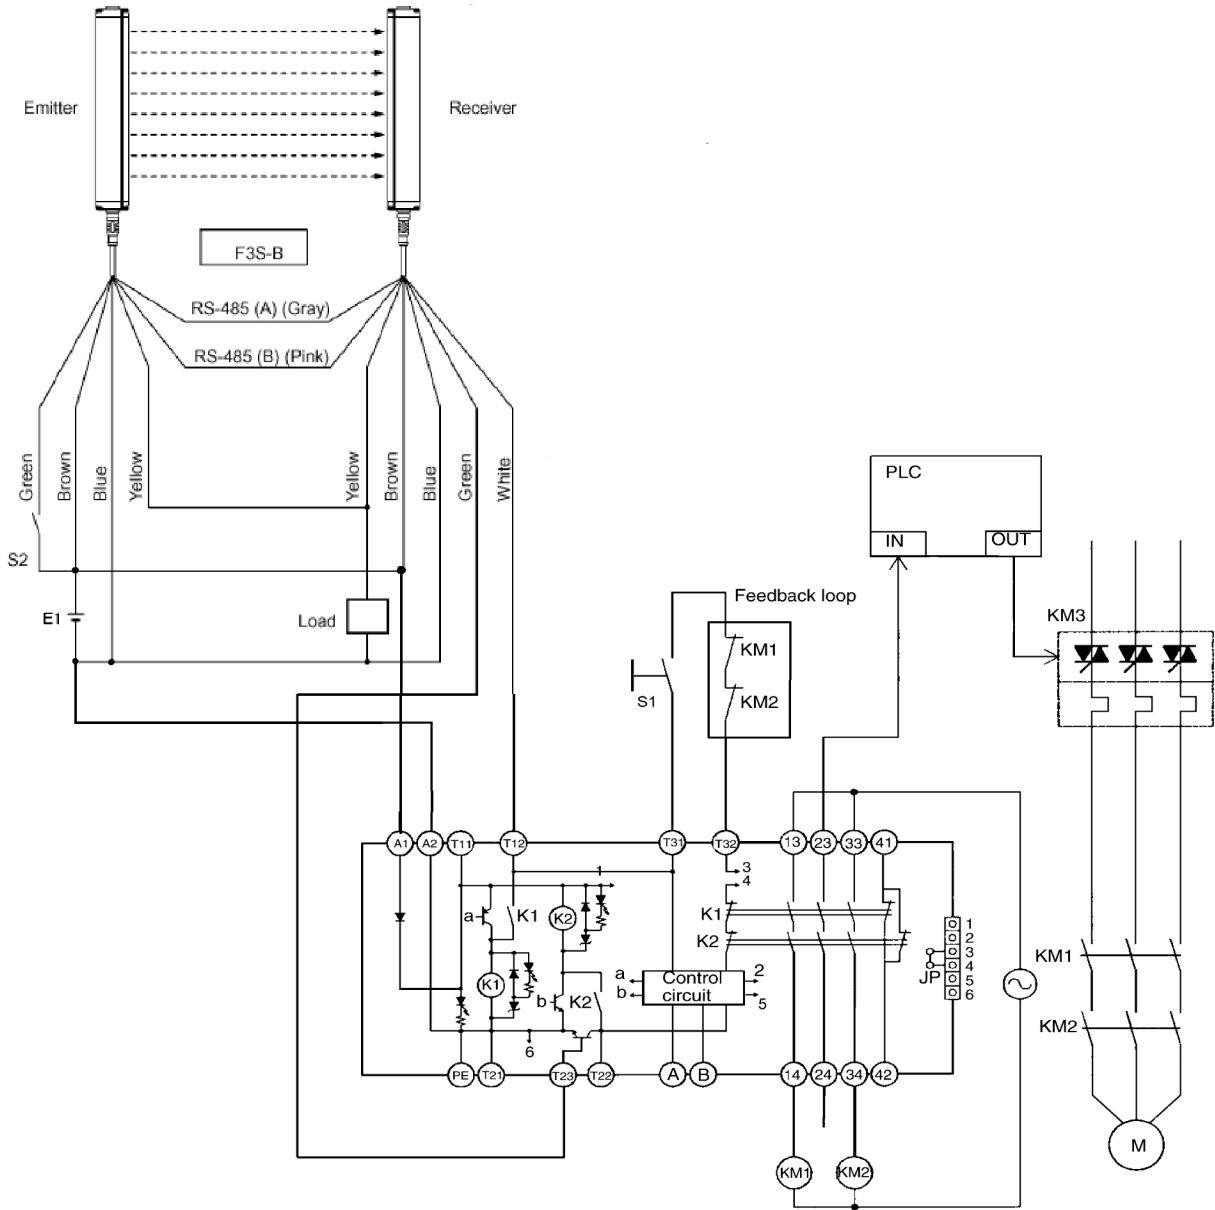 Emitter
Receiver
F3S-B
RS-485 (A) (Gray)
RS-485 (B) (Pink)
Green
Brown
Blue
Yellow
Yellow
Brown
Blue
Green
White
S2
E1
Load
PLC
IN
OUT
Feedback loop
KM1
KM2
S1
KM3
A1
A2
T11
T12
T31
T32
13
23
33
41
1
3
4
a
K1
K2
K1
K2
K1
b
K2
a
b
Control
circuit
2
5
6
JP
1
2
3
4
5
6
KM1
KM2
PE
T21
T23
T22
A
B
14
24
34
42
KM1
KM2
M